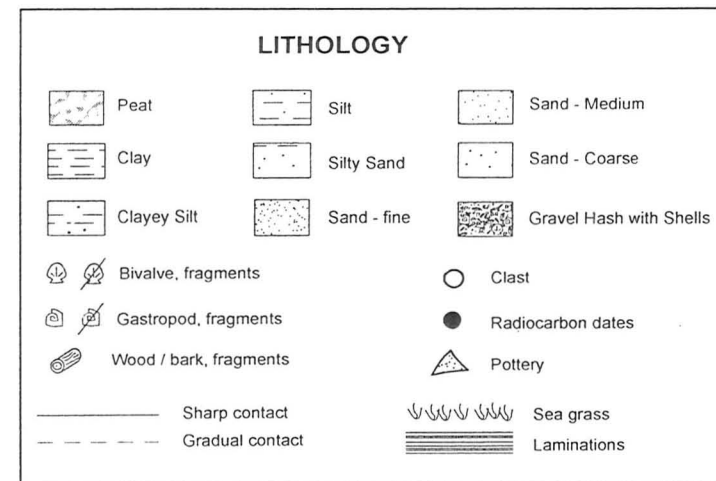 LITHOLOGY
Peat
Silt
Sand - Medium
Clay
Silty Sand
Sand - Coarse
Clayey Silt
Sand - fine
Gravel Hash with Shells
Bivalve, fragments
Clast
Gastropod, fragments
Radiocarbon dates
Wood / bark, fragments
Pottery
Sharp contact
Sea grass
Gradual contact
Laminations